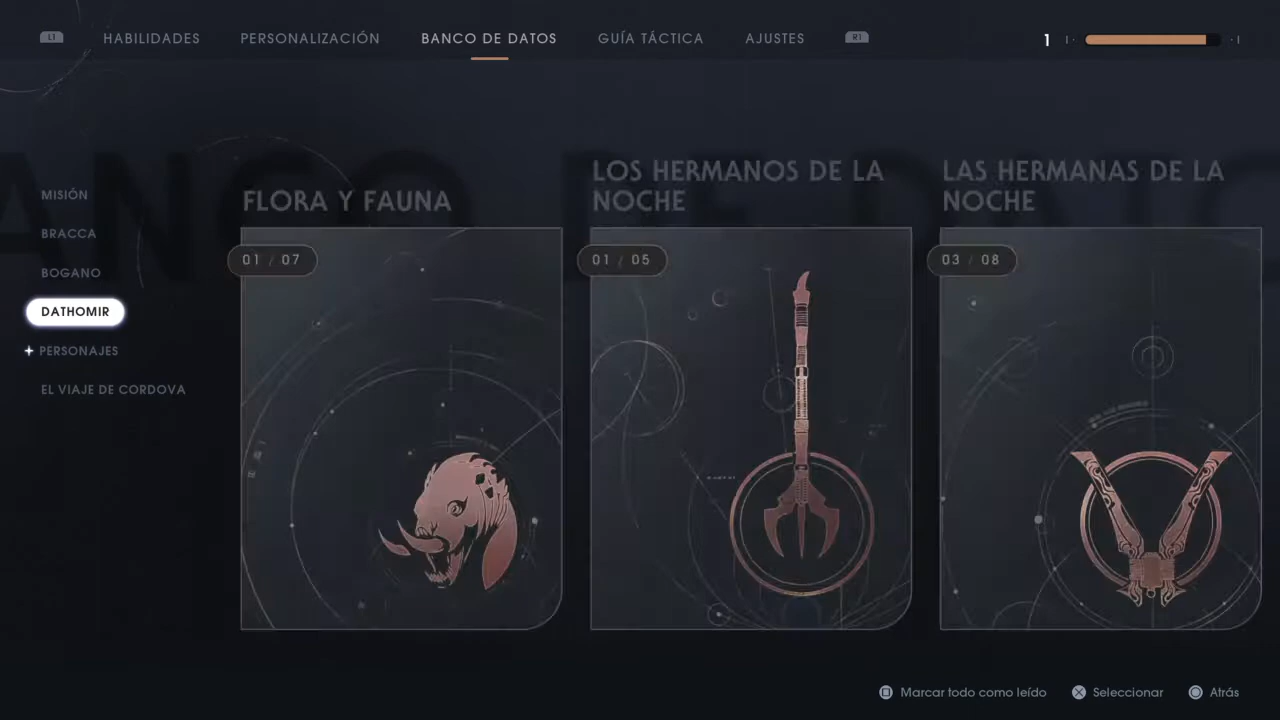 L1
HABILIDADES
PERSONALIZACIÓN
BANCO DE DATOS
GUÍA TÁCTICA
AJUSTES
R1
1
MISIÓN
BRACCA
BOGANO
DATHOMIR
PERSONAJES
EL VIAJE DE CORDOVA
FLORA Y FAUNA
01 / 07
LOS HERMANOS DE LA
NOCHE
01 / 05
LAS HERMANAS DE LA
NOCHE
03 / 08
Marcar todo como leído
Seleccionar
Atrás